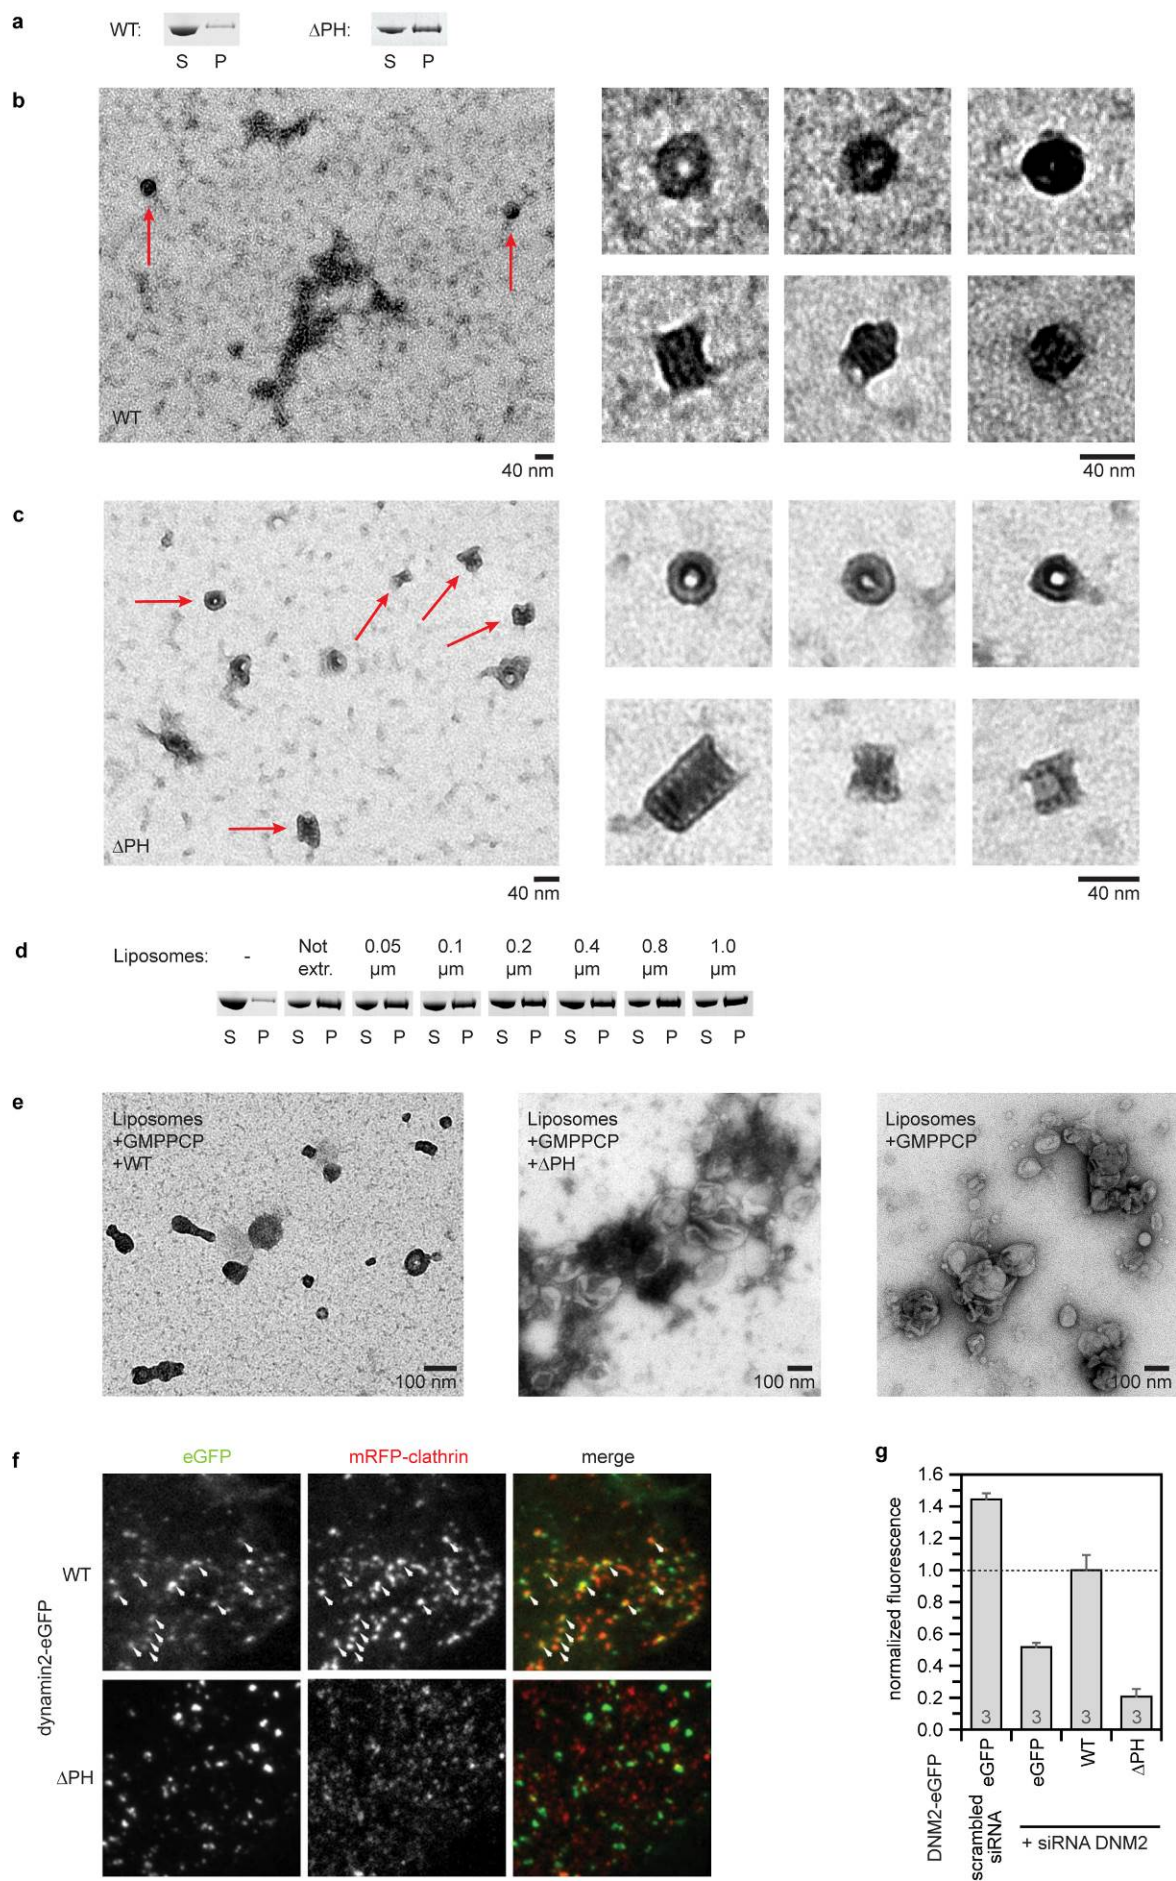 a
WT:
ΔPH:
S P
S P
b
WT
40 nm
40 nm
c
ΔPH
40 nm
40 nm
d
Liposomes:
-
Not extr.
0.05 µm
0.1 µm
0.2 µm
0.4 µm
0.8 µm
1.0 µm
S P S P S P S P S P S P S P S P
e
Liposomes
+GMPPCP
+WT
100 nm
Liposomes
+GMPPCP
+ΔPH
100 nm
Liposomes
+GMPPCP
100 nm
f
eGFP
mRFP-clathrin
merge
dynamin2-eGFP
WT
ΔPH
g
normalized fluorescence
1.6
1.4
1.2
1.0
0.8
0.6
0.4
0.2
0.0
3 3 3 3
DNM2-eGFP
eGFP
eGFP
WT
ΔPH
scrambled
siRNA
+ siRNA DNM2